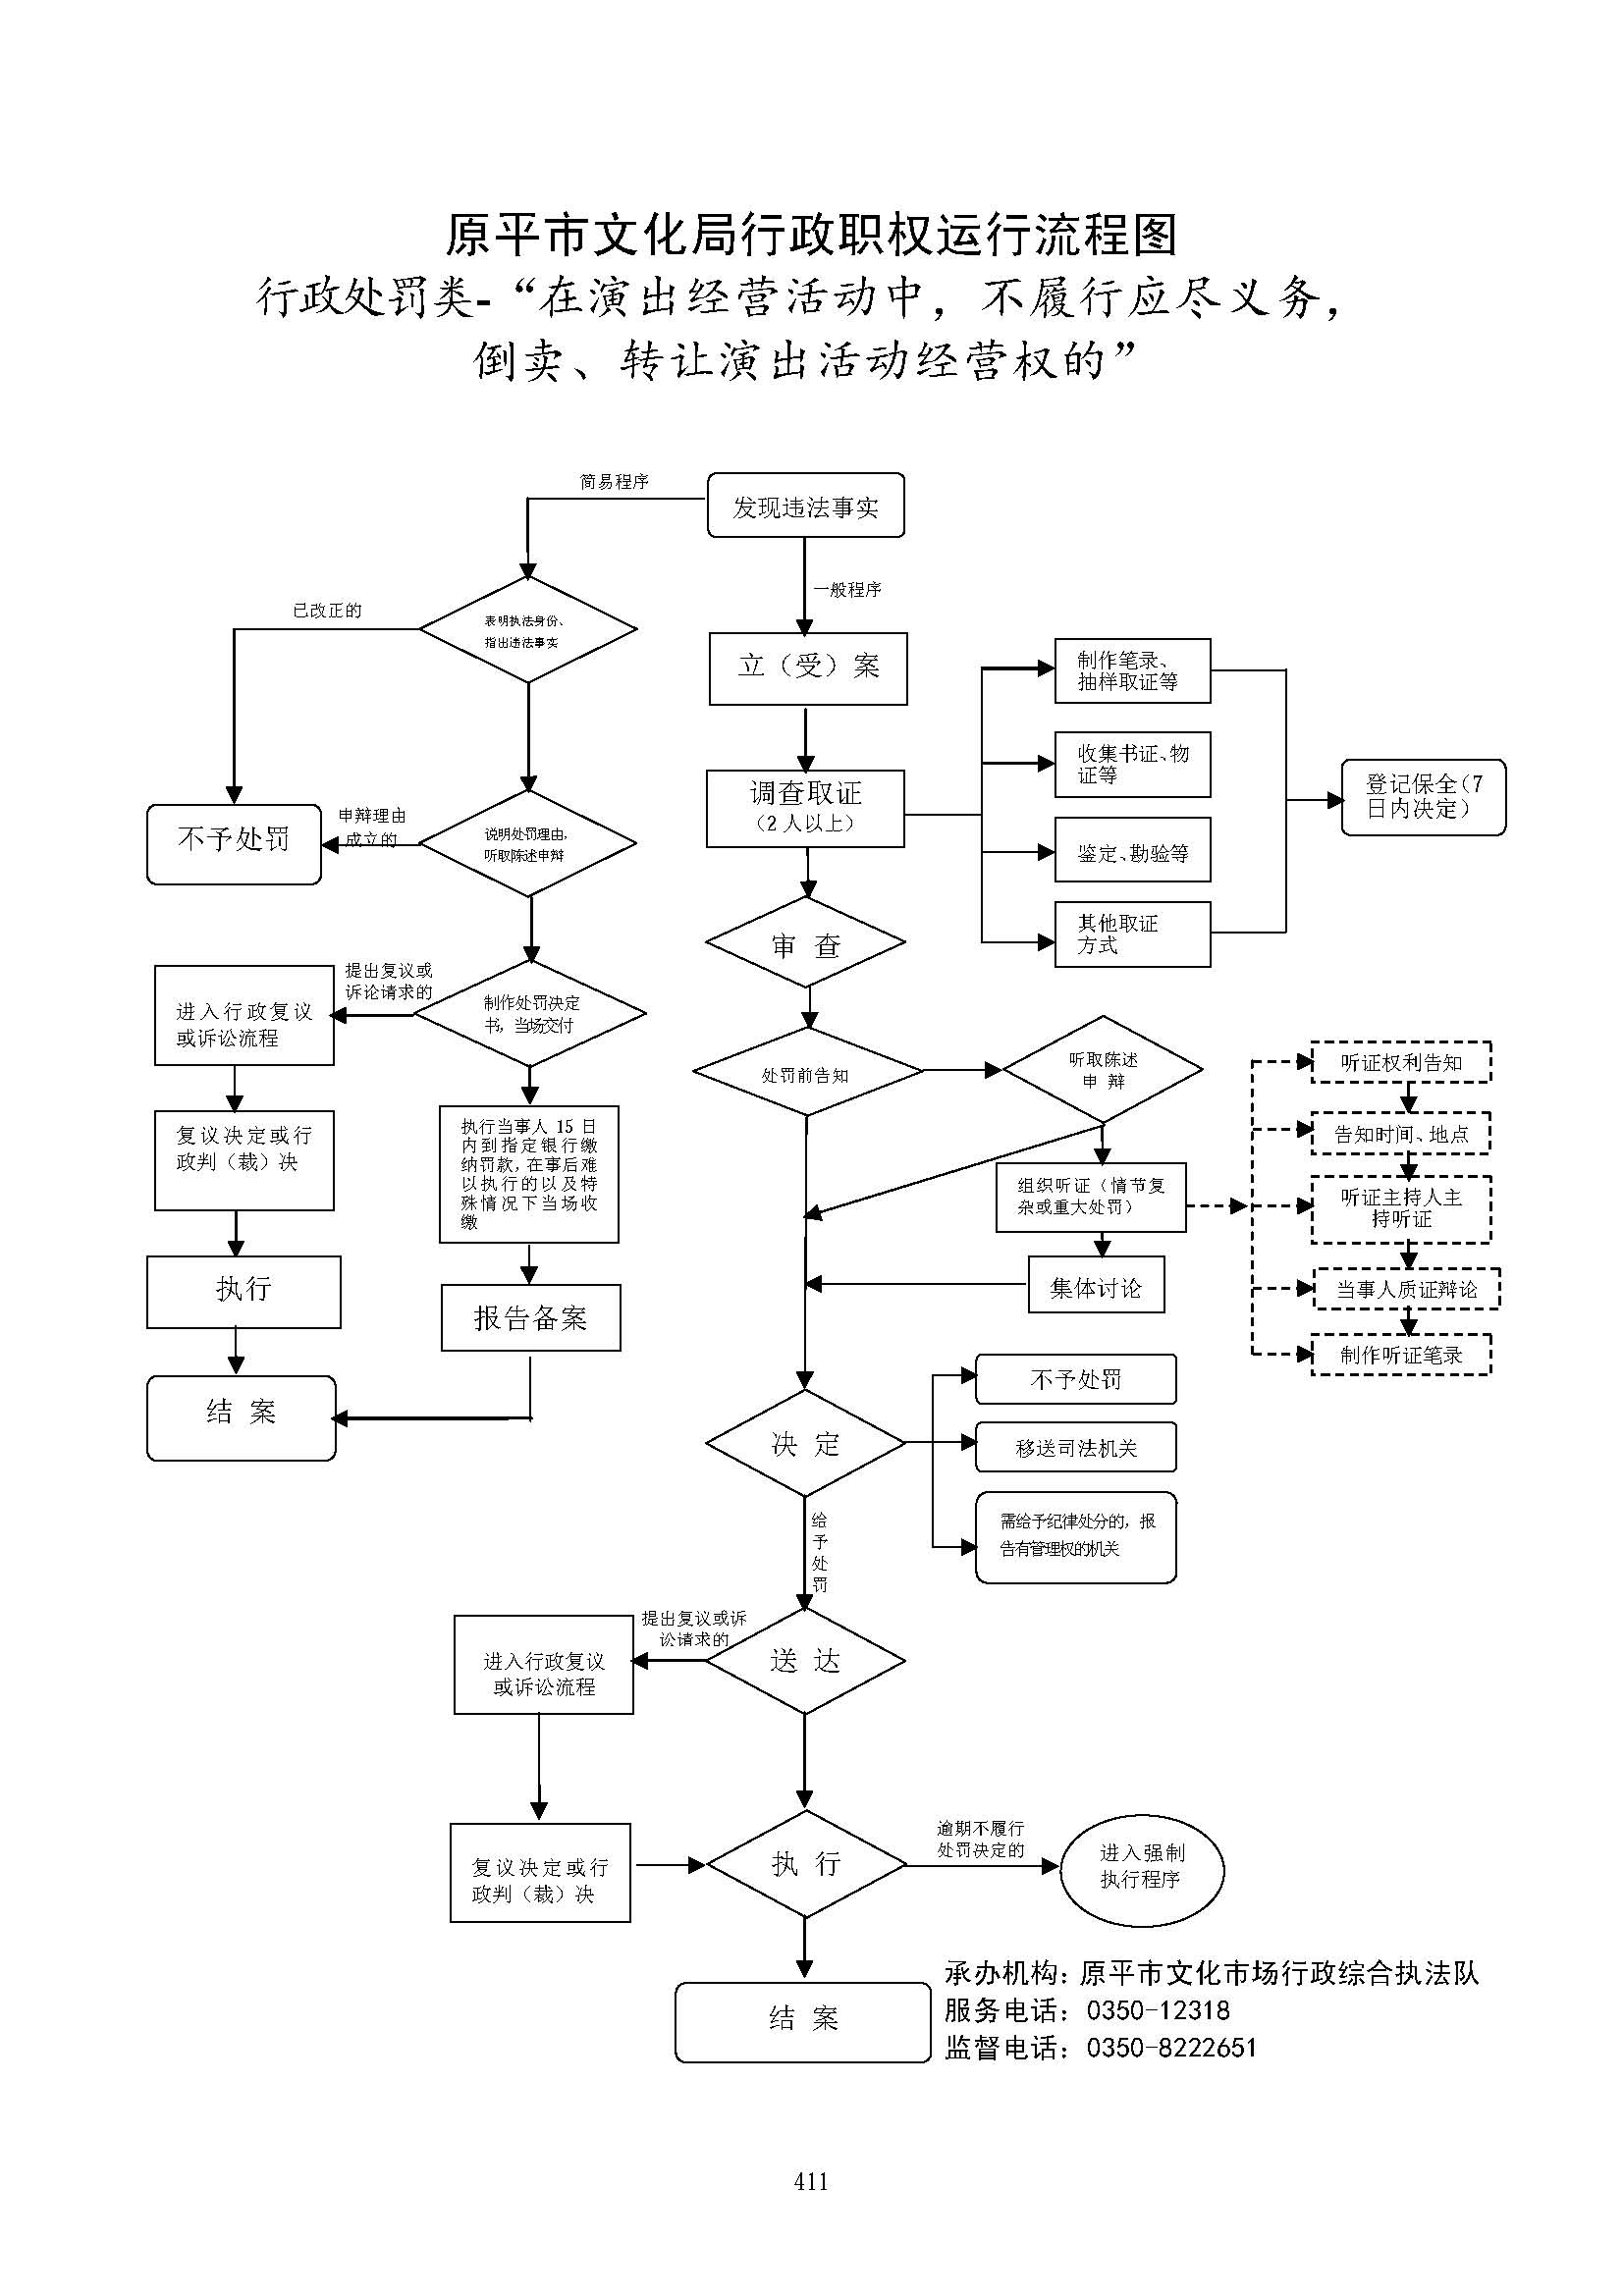 原平市文化局行政职权运行流程图
行政处罚类-“在演出经营活动中，不履行应尽义务，
倒卖、转让演出活动经营权的”
简易程序
发现违法事实
一般程序
已改正的
表明执法身份、
指出违法事实
立（受）案
制作笔录、
抽样取证等
收集书证、物
证等
登记保全（7
日内决定）
调查取证
（2 人以上）
不予处罚
申辩理由
成立的
说明处罚理由，
听取陈述申辩
鉴定、勘验等
其他取证
方式
审 查
提出复议或
诉论请求的
进入行政复议
或诉讼流程
制作处罚决定
书，当场交付
处罚前告知
听取陈述
申 辩
听证权利告知
告知时间、地点
听证主持人主
持听证
当事人质证辩论
制作听证笔录
复议决定或行
政判（裁）决
执行当事人 15 日
内到指定银行缴
纳罚款，在事后难
以执行的以及特
殊情况下当场收
缴
组织听证（情节复
杂或重大处罚）
集体讨论
执行
报告备案
结 案
决 定
不予处罚
移送司法机关
需给予纪律处分的，报
告有管理权的机关
给
予
处
罚
提出复议或诉
讼请求的
进入行政复议
或诉讼流程
送 达
复议决定或行
政判（裁）决
执 行
逾期不履行
处罚决定的
进入强制
执行程序
结 案
承办机构：原平市文化市场行政综合执法队
服务电话：0350-12318
监督电话：0350-8222651
411